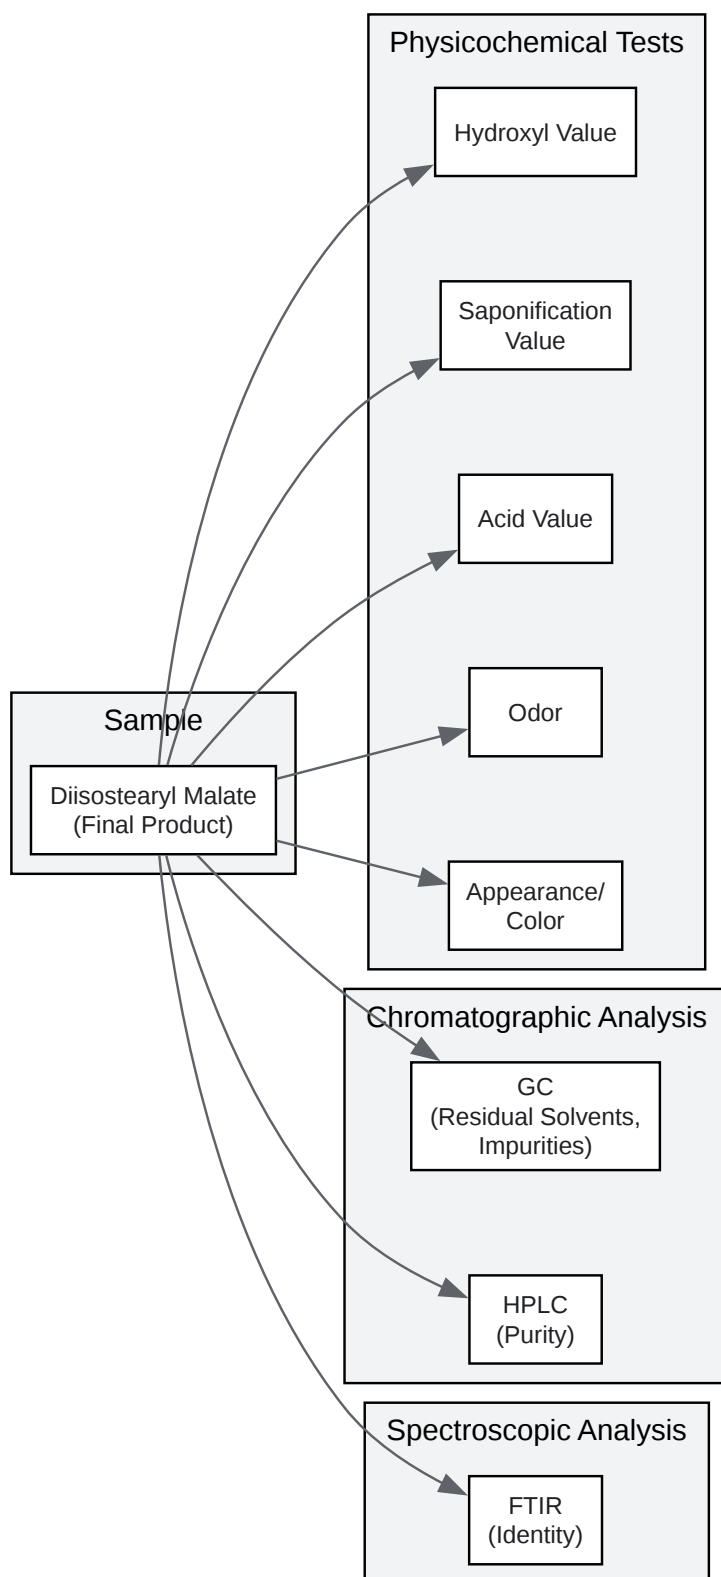 Physicochemical Tests
Hydroxyl Value
Saponification
Value
Acid Value
Odor
Appearance/
Color
Sample
Diisostearyl Malate
(Final Product)
Chromatographic Analysis
GC
(Residual Solvents,
Impurities)
HPLC
(Purity)
Spectroscopic Analysis
FTIR
(Identity)